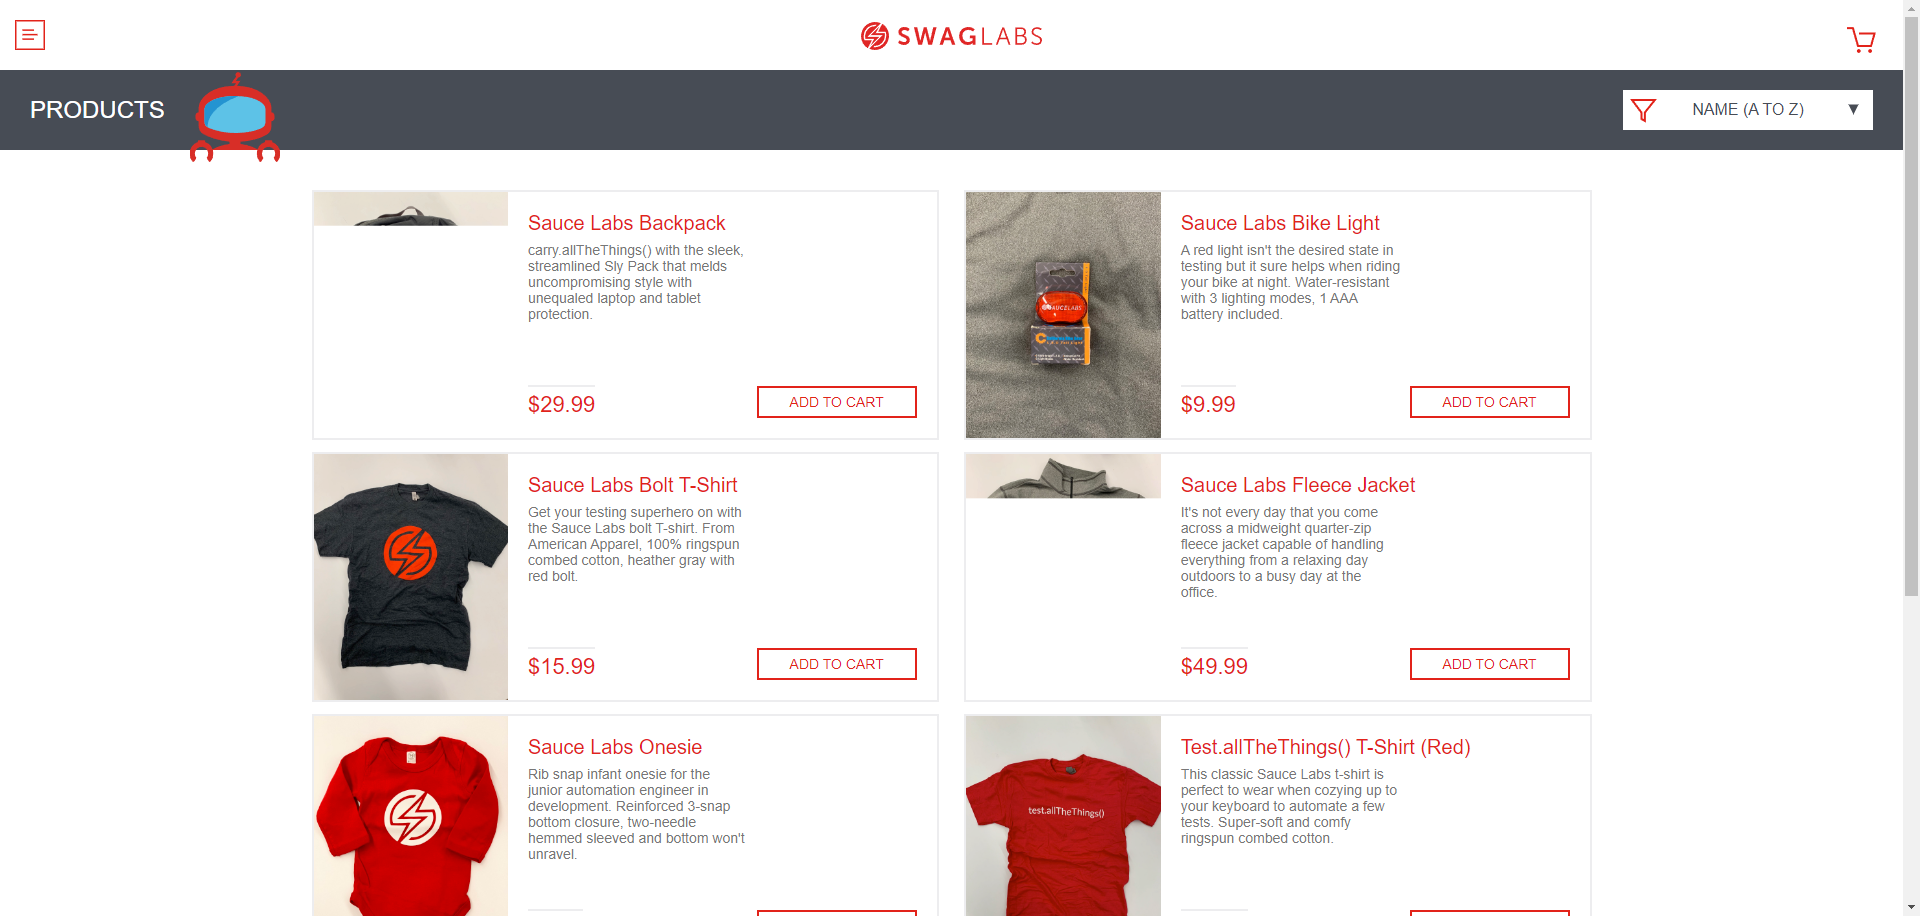 SWAGLABS
PRODUCTS
NAME (A TO Z)
Sauce Labs Backpack
carry.allTheThings() with the sleek,
streamlined Sly Pack that melds
uncompromising style with
unequaled laptop and tablet
protection.
$29.99
ADD TO CART
Sauce Labs Bike Light
A red light isn't the desired state in
testing but it sure helps when riding
your bike at night. Water-resistant
with 3 lighting modes, 1 AAA
battery included.
SAUCELABS
$9.99
ADD TO CART
Sauce Labs Bolt T-Shirt
Get your testing superhero on with
the Sauce Labs bolt T-shirt. From
American Apparel, 100% ringspun
combed cotton, heather gray with
red bolt.
$15.99
ADD TO CART
Sauce Labs Fleece Jacket
It's not every day that you come
across a midweight quarter-zip
fleece jacket capable of handling
everything from a relaxing day
outdoors to a busy day at the
office.
$49.99
ADD TO CART
Sauce Labs Onesie
Rib snap infant onesie for the
junior automation engineer in
development. Reinforced 3-snap
bottom closure, two-needle
hemmed sleeved and bottom won't
unravel.
Test.allTheThings() T-Shirt (Red)
This classic Sauce Labs t-shirt is
perfect to wear when cozying up to
your keyboard to automate a few
tests. Super-soft and comfy
ringspun combed cotton.
test.allTheThings()